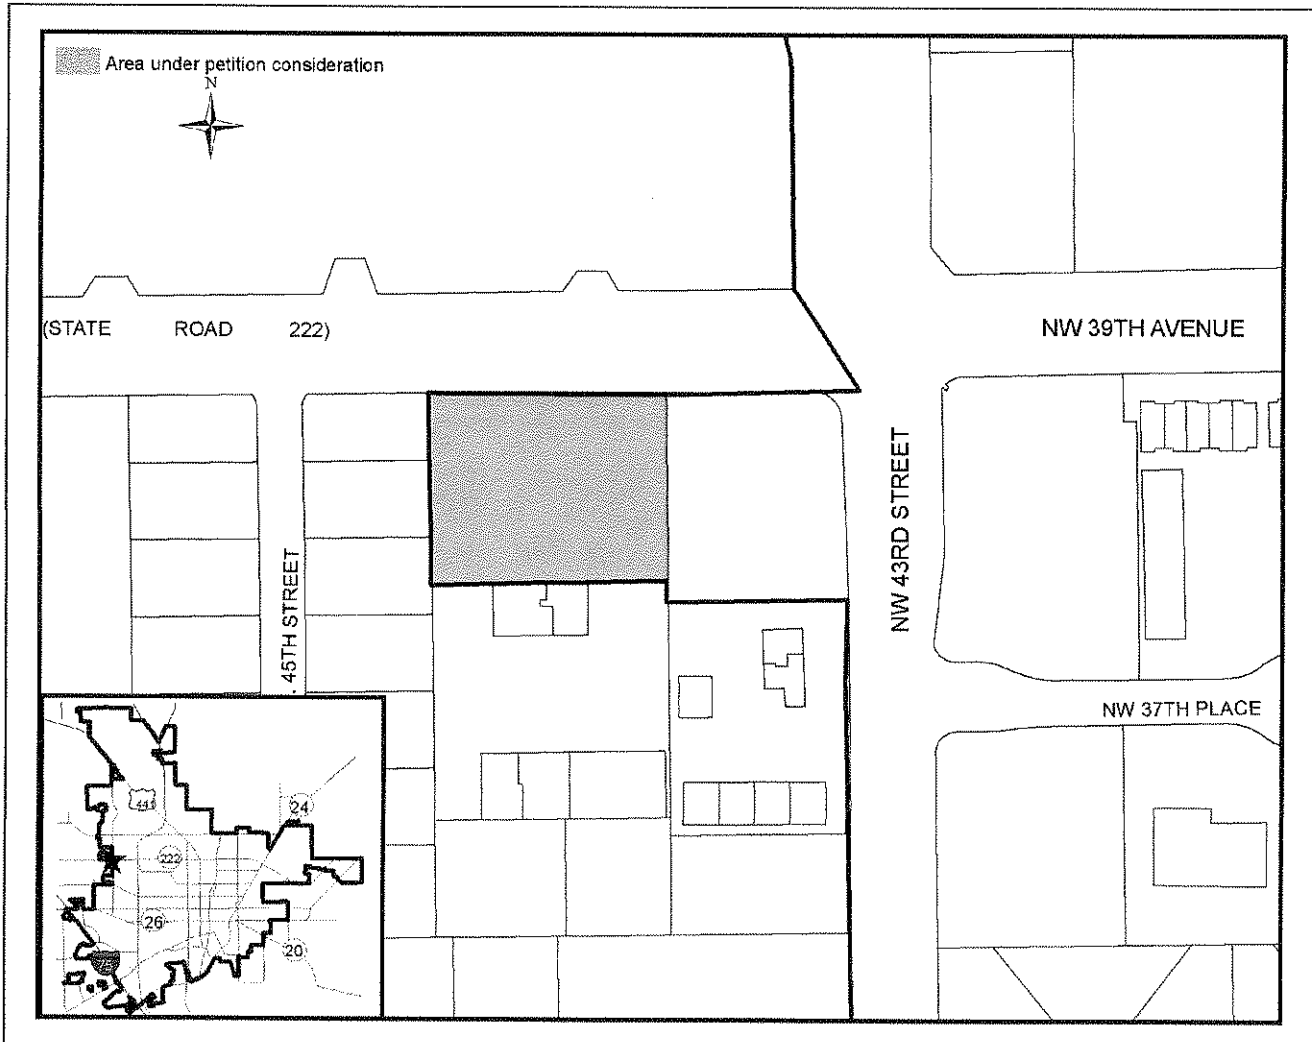 Area under petition consideration
N
(STATE ROAD 222)
NW 39TH AVENUE
NW 43RD STREET
. 45TH STREET
NW 37TH PLACE
441
24
222
26
20